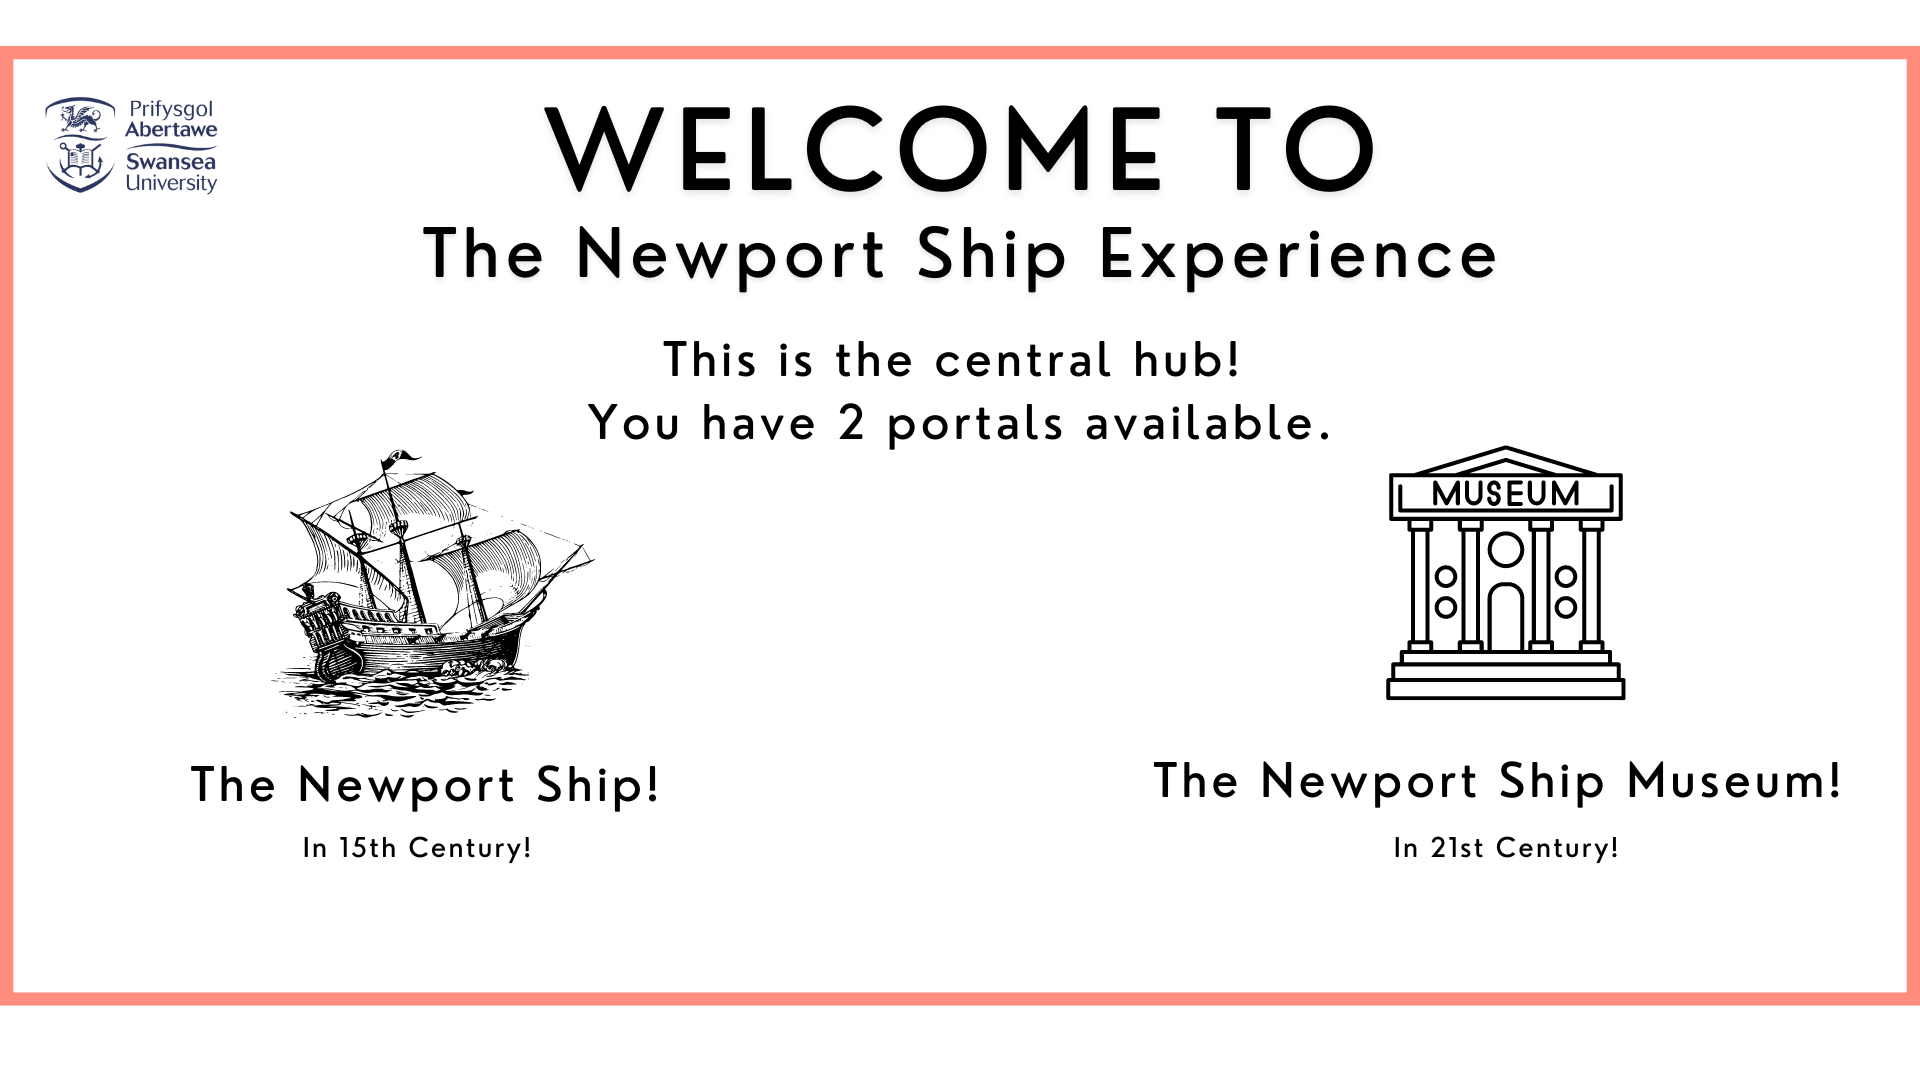 Prifysgol
Abertawe
Swansea
University
WELCOME TO
The Newport Ship Experience
This is the central hub!
You have 2 portals available.
MUSEUM
The Newport Ship!
In 15th Century!
The Newport Ship Museum!
In 21st Century!